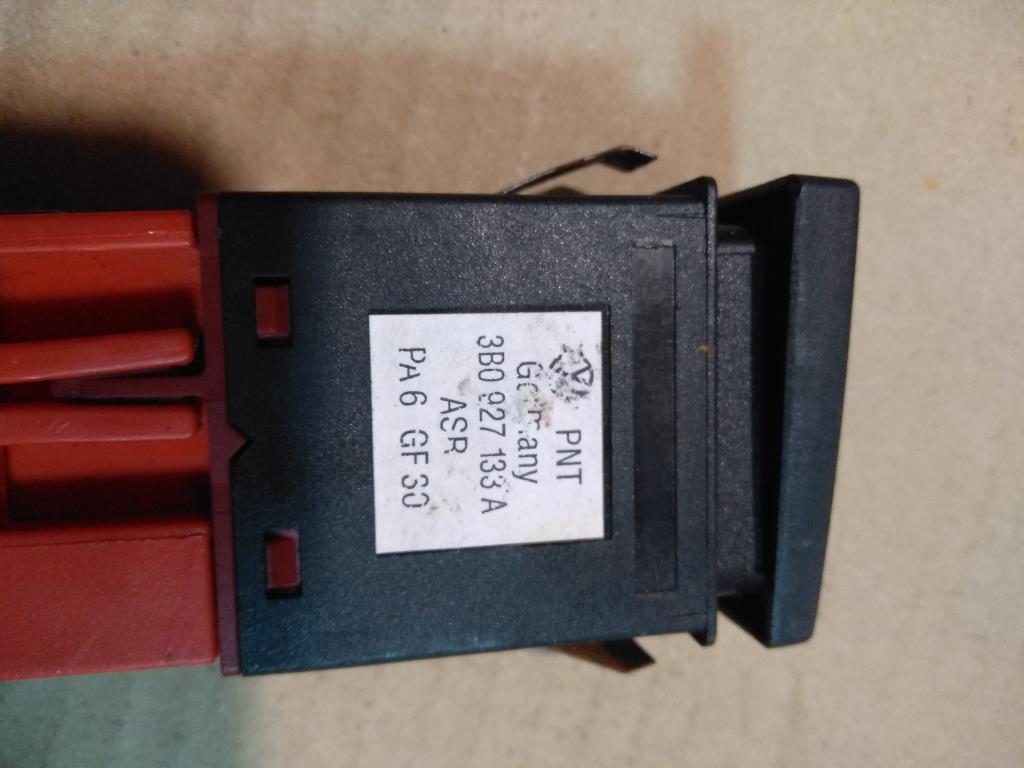 PNT
Germany
3B0 927 133 A
ASR
PA 6 GF 30